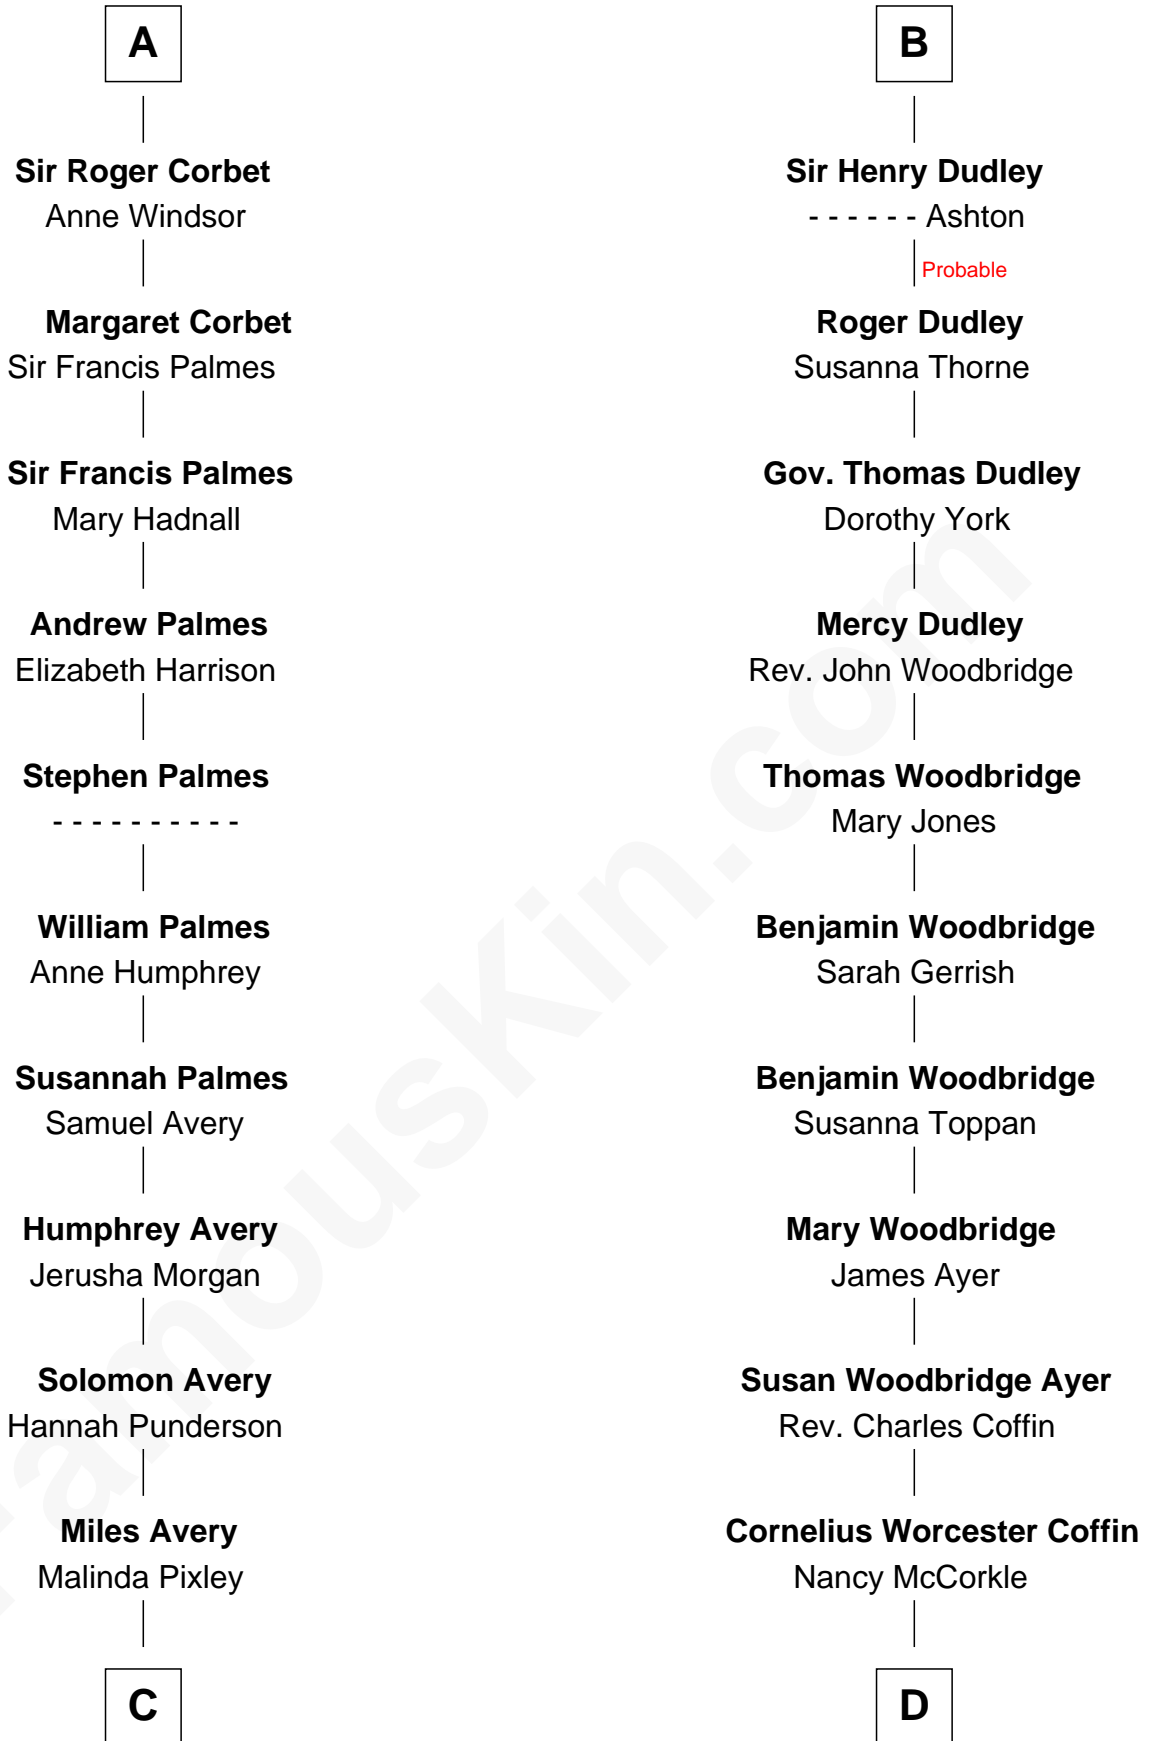 A
Sir Roger Corbet
Anne Windsor
Margaret Corbet
Sir Francis Palmes
Sir Francis Palmes
Mary Hadnall
Andrew Palmes
Elizabeth Harrison
Stephen Palmes
- - - - - - - - - -
William Palmes
Anne Humphrey
Susannah Palmes
Samuel Avery
Humphrey Avery
Jerusha Morgan
Solomon Avery
Hannah Punderson
Miles Avery
Malinda Pixley
C
B
Sir Henry Dudley
- - - - - - Ashton
Probable
Roger Dudley
Susanna Thorne
Gov. Thomas Dudley
Dorothy York
Mercy Dudley
Rev. John Woodbridge
Thomas Woodbridge
Mary Jones
Benjamin Woodbridge
Sarah Gerrish
Benjamin Woodbridge
Susanna Toppan
Mary Woodbridge
James Ayer
Susan Woodbridge Ayer
Rev. Charles Coffin
Cornelius Worcester Coffin
Nancy McCorkle
D
FamousKin.com